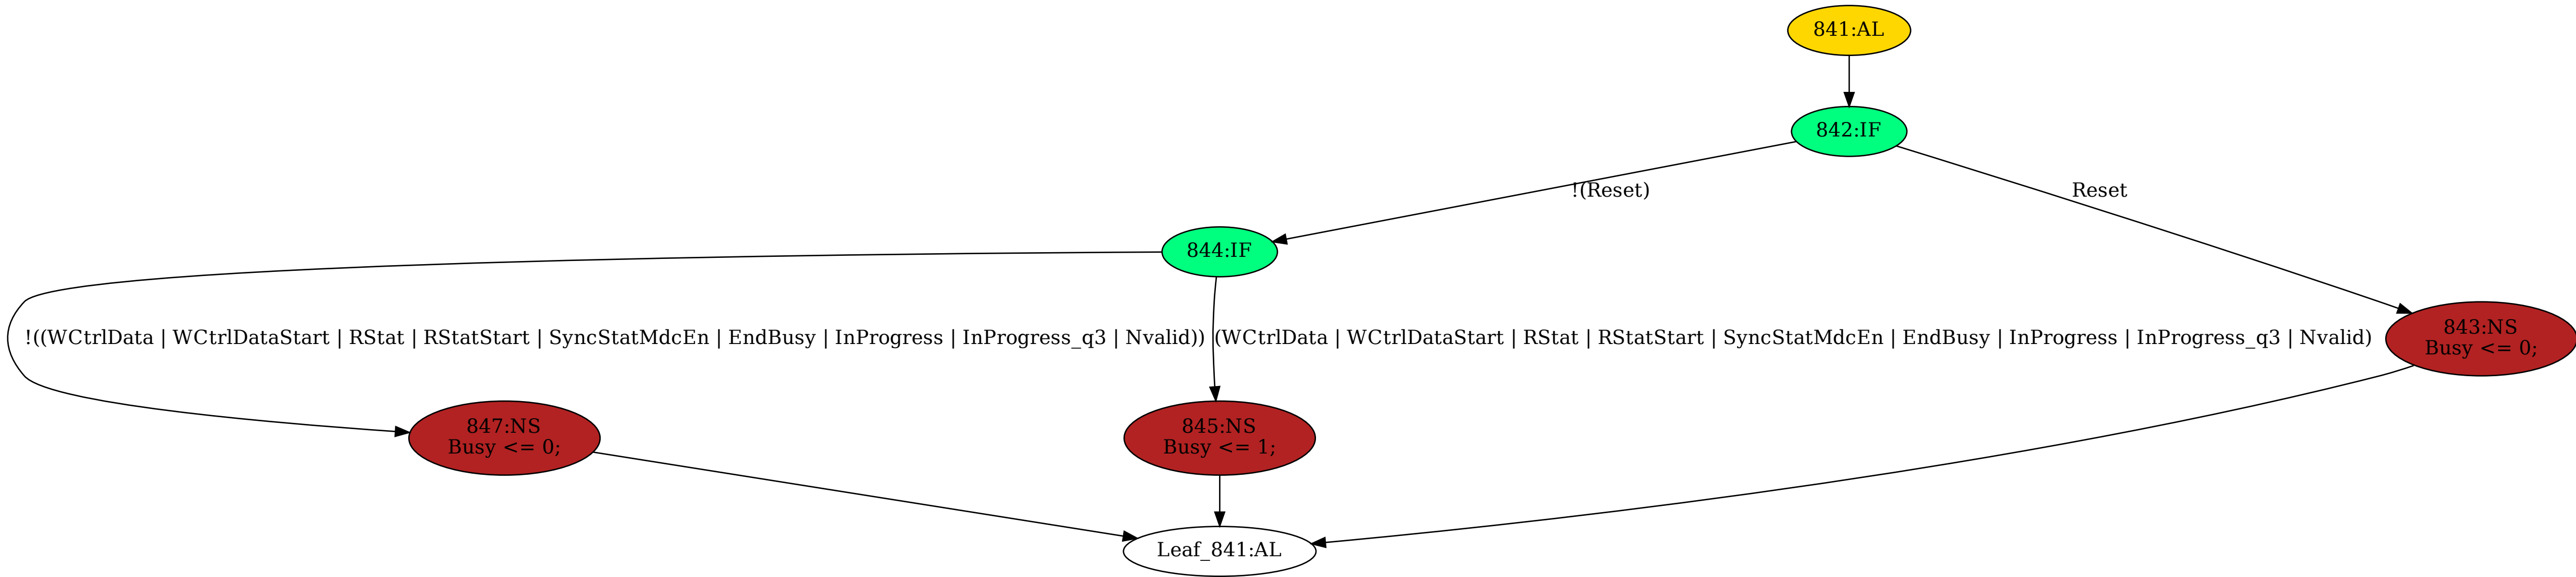 841:AL
842:IF
!(Reset)
Reset
844:IF
!((WCtrlData | WCtrlDataStart | RStat | RStatStart | SyncStatMdcEn | EndBusy | InProgress | InProgress_q3 | Nvalid))
(WCtrlData | WCtrlDataStart | RStat | RStatStart | SyncStatMdcEn | EndBusy | InProgress | InProgress_q3 | Nvalid)
843:NS
Busy <= 0;
847:NS
Busy <= 0;
845:NS
Busy <= 1;
Leaf_841:AL